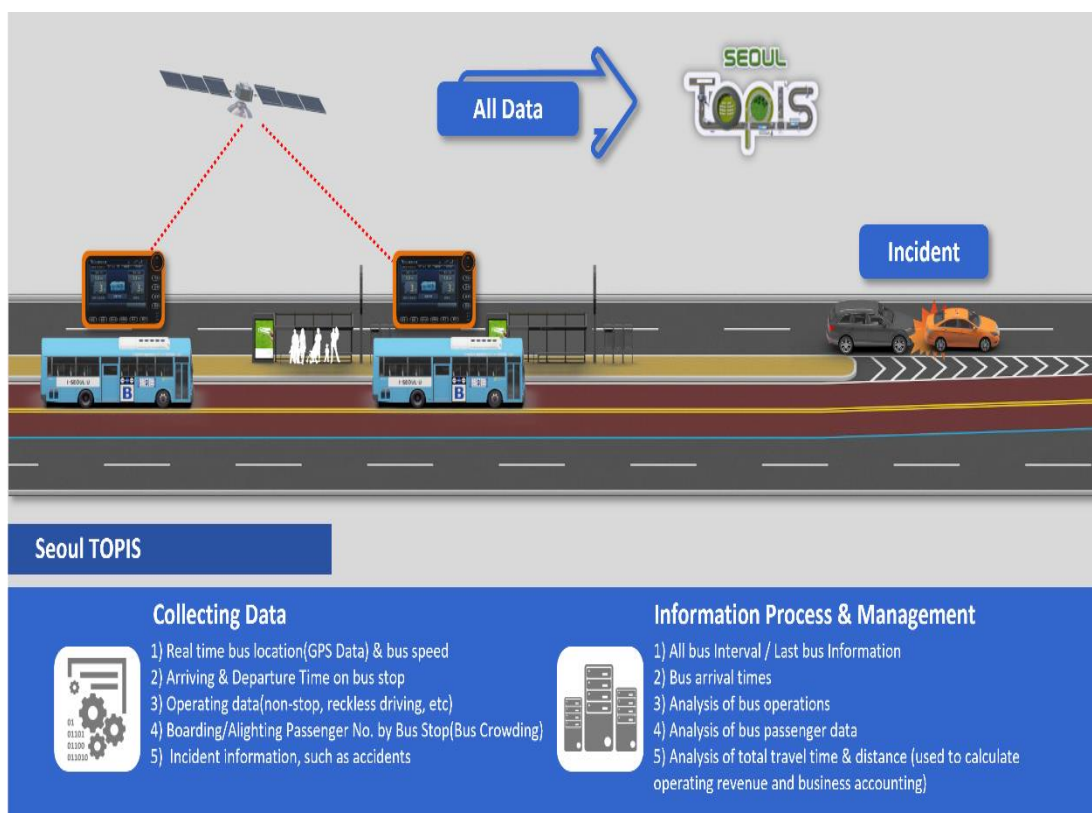 SEOUL
TOPIS
All Data
Incident
B
B
Seoul TOPIS
Collecting Data
1) Real time bus location(GPS Data) & bus speed
2) Arriving & Departure Time on bus stop
3) Operating data(non-stop, reckless driving, etc)
4) Boarding/Alighting Passenger No. by Bus Stop(Bus Crowding)
5) Incident information, such as accidents
01
01101
01100
011010
Information Process & Management
1) All bus Interval / Last bus Information
2) Bus arrival times
3) Analysis of bus operations
4) Analysis of bus passenger data
5) Analysis of total travel time & distance (used to calculate
operating revenue and business accounting)